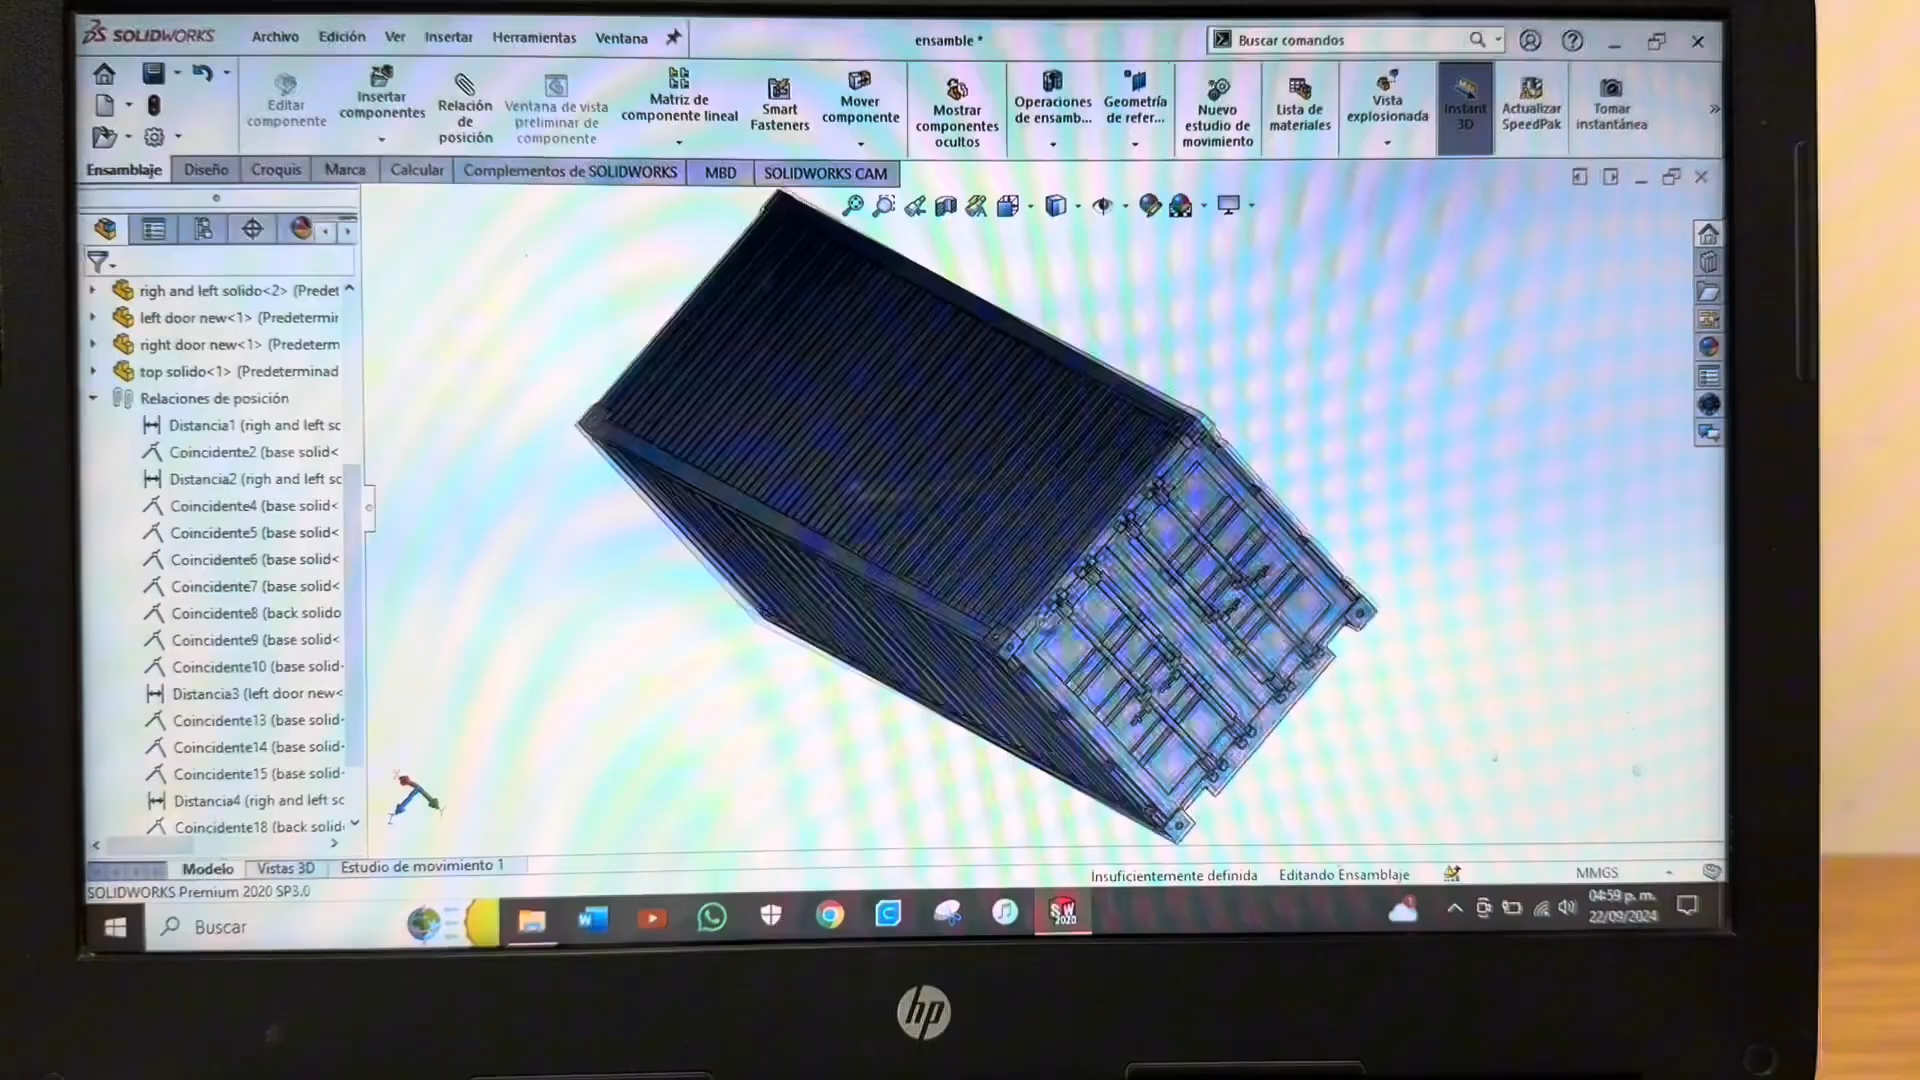 SOLIDWORKS Archivo Edición Ver Insertar Herramientas Ventana ensamble * Buscar comandos
Editar componente
Insertar componentes
Relación de posición
Ventana de vista preliminar de componente
Matriz de componente lineal
Smart Fasteners
Mover componente
Mostrar componentes ocultos
Operaciones de ensamb...
Geometría de refer...
Nuevo estudio de movimiento
Lista de materiales
Vista explosionada
Instant 3D
Actualizar SpeedPak
Tomar instantánea
Ensamblaje Diseño Croquis Marca Calcular Complementos de SOLIDWORKS MBD SOLIDWORKS CAM
righ and left solido<2> (Predet
left door new<1> (Predetermir
right door new<1> (Predeterm
top solido<1> (Predeterminad
Relaciones de posición
Distancia1 (righ and left sc
Coincidente2 (base solid<
Distancia2 (righ and left sc
Coincidente4 (base solid<
Coincidente5 (base solid<
Coincidente6 (base solid<
Coincidente7 (base solid<
Coincidente8 (back solido
Coincidente9 (base solid<
Coincidente10 (base solid-
Distancia3 (left door new<
Coincidente13 (base solid-
Coincidente14 (base solid-
Coincidente15 (base solid-
Distancia4 (righ and left sc
Coincidente18 (back solid
Modelo Vistas 3D Estudio de movimiento 1
Insuficientemente definida Editando Ensamblaje MMGS
SOLIDWORKS Premium 2020 SP3.0
Buscar
SW 2020
04:59 p. m.
22/09/2024
hp